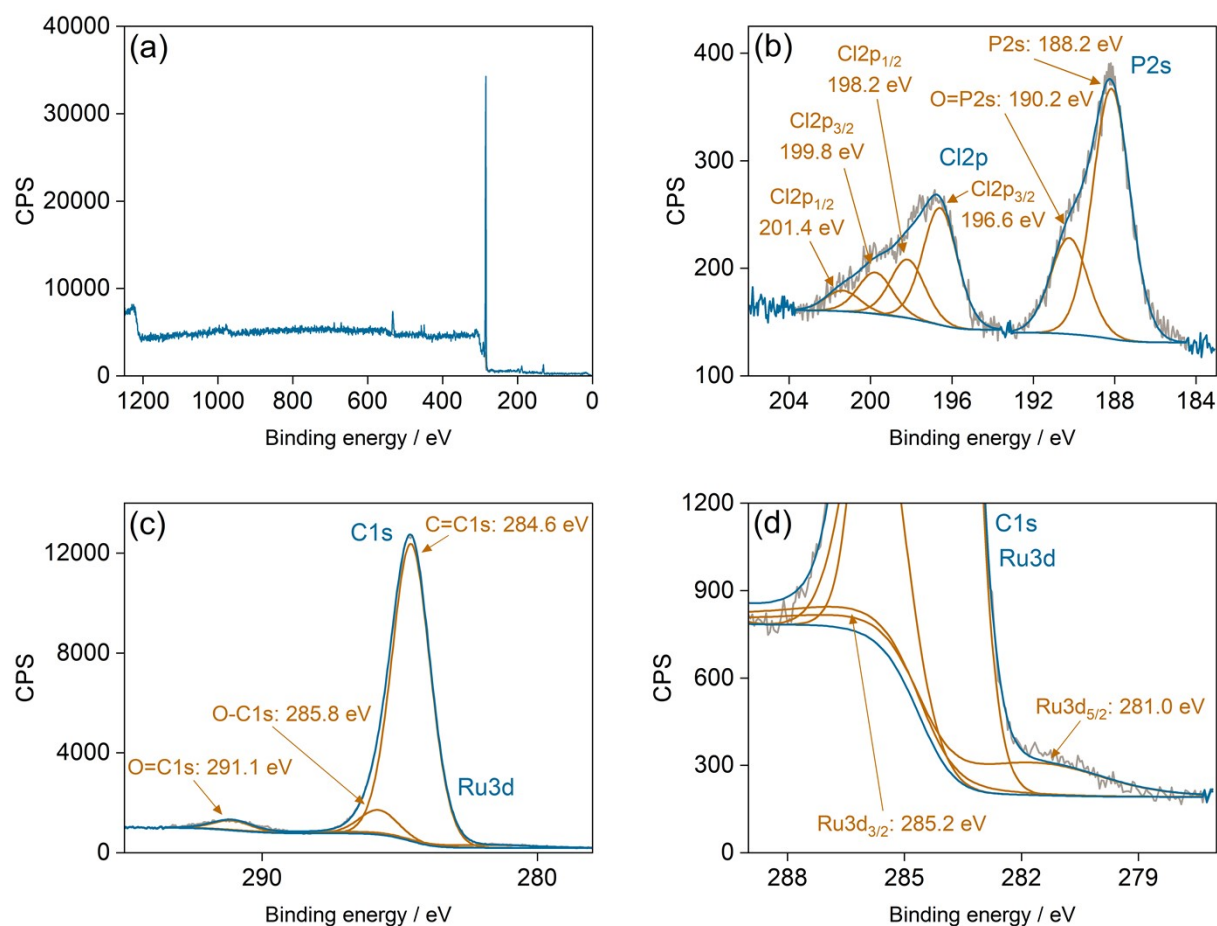 (a)
40000
30000
20000
10000
0
CPS
1200 1000 800 600 400 200 0
Binding energy / eV
(b)
400
300
200
100
CPS
Cl2p1/2
198.2 eV
P2s: 188.2 eV
P2s
O=P2s: 190.2 eV
Cl2p3/2
199.8 eV
Cl2p
Cl2p3/2
196.6 eV
Cl2p1/2
201.4 eV
204 200 196 192 188 184
Binding energy / eV
(c)
12000
8000
4000
0
CPS
C1s
C=C1s: 284.6 eV
O-C1s: 285.8 eV
O=C1s: 291.1 eV
Ru3d
290 280
Binding energy / eV
(d)
1200
900
600
300
0
CPS
C1s
Ru3d
Ru3d5/2: 281.0 eV
Ru3d3/2: 285.2 eV
288 285 282 279
Binding energy / eV